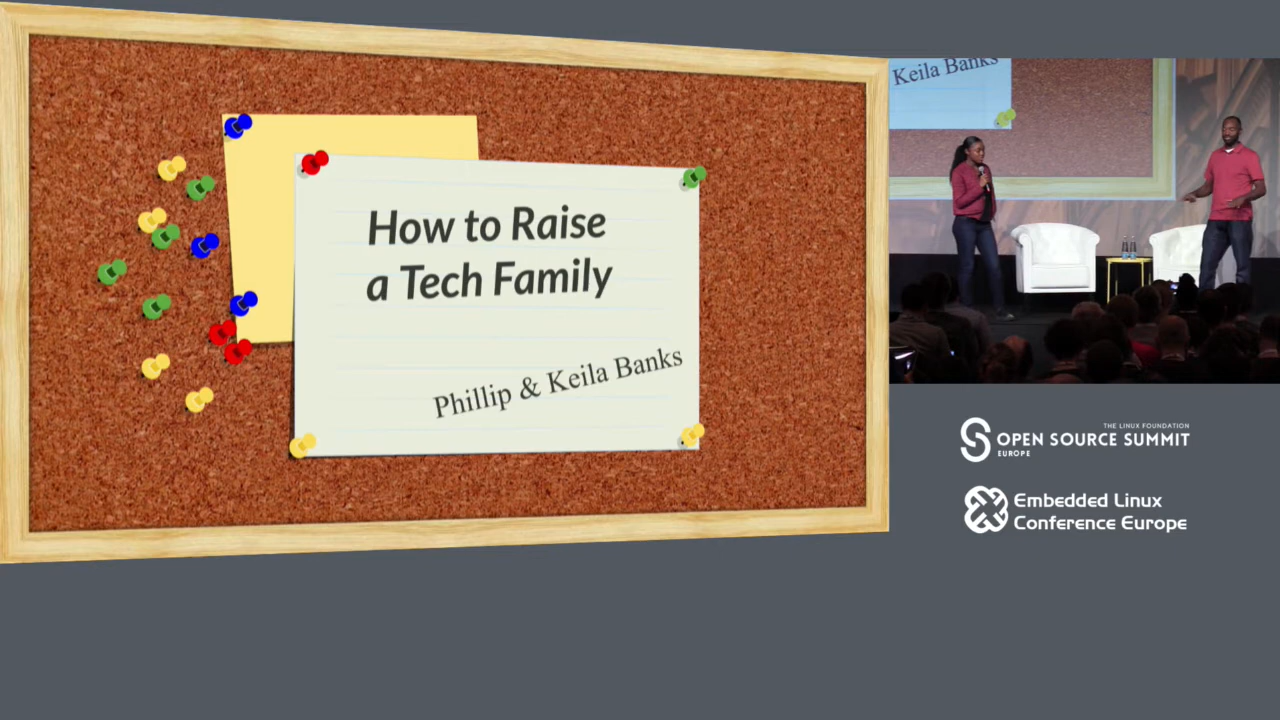 How to Raise
a Tech Family
Phillip & Keila Banks
Keila Banks
THE LINUX FOUNDATION
OPEN SOURCE SUMMIT
EUROPE
Embedded Linux
Conference Europe